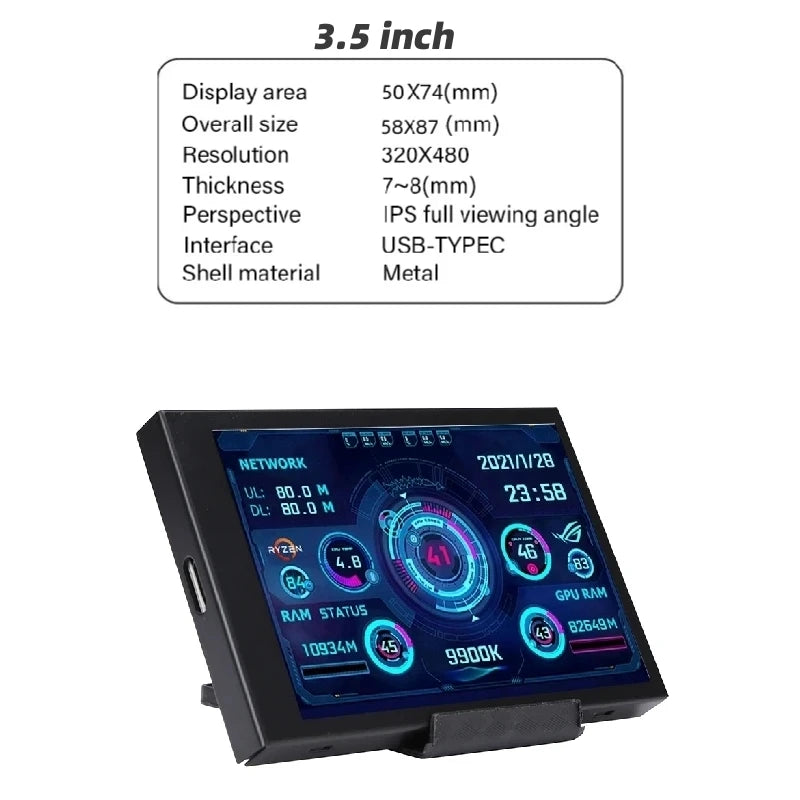 3.5 inch
Display area 50X74(mm)
Overall size 58X87 (mm)
Resolution 320X480
Thickness 7~8(mm)
Perspective IPS full viewing angle
Interface USB-TYPEC
Shell material Metal
NETWORK
2021/1/28
UL: 80.0 M
23:58
DL: 80.0 M
RYZEN
4.8
41
46
84
83
RAM STATUS
GPU RAM
10934M
45
43
82649M
9900K